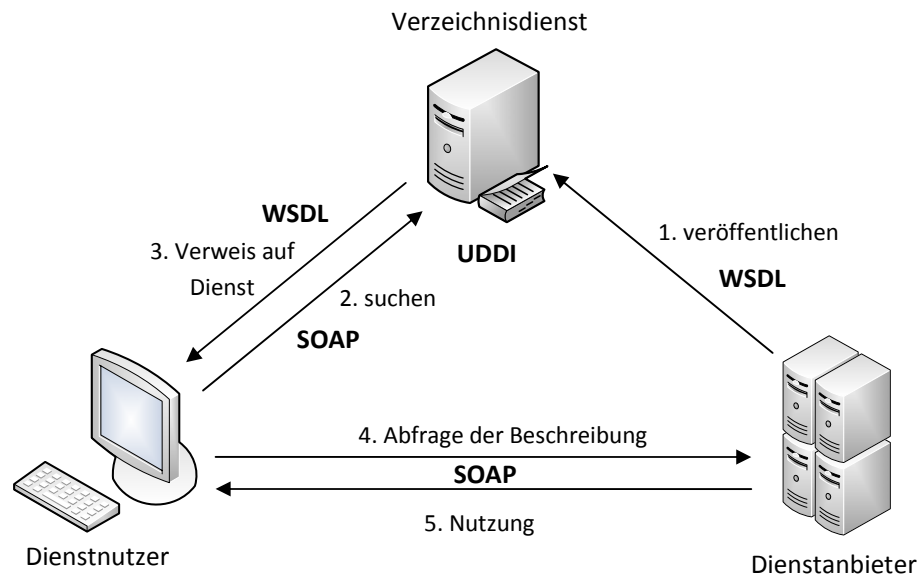 Verzeichnisdienst
WSDL
3. Verweis auf
Dienst
2. suchen
SOAP
UDDI
1. veröffentlichen
WSDL
4. Abfrage der Beschreibung
SOAP
5. Nutzung
Dienstnutzer
Dienstanbieter